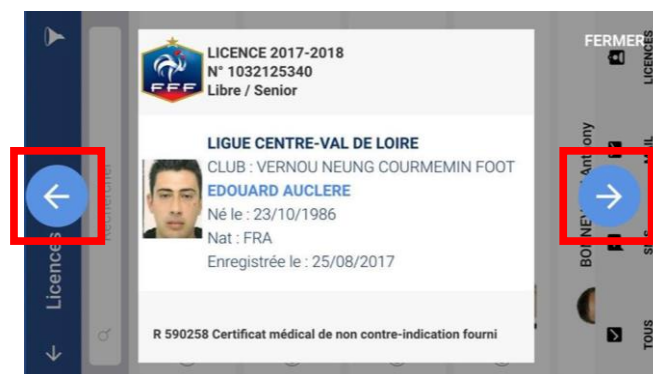 FFF
LICENCE 2017-2018
N° 1032125340
Libre / Senior
LIGUE CENTRE-VAL DE LOIRE
CLUB : VERNOU NEUNG COURMEMIN FOOT
EDOUARD AUCLERE
Né le : 23/10/1986
Nat : FRA
Enregistrée le : 25/08/2017
R 590258 Certificat médical de non contre-indication fourni
FERMER
Licences
Rechercher
LICENCES
MAIL
TOUS